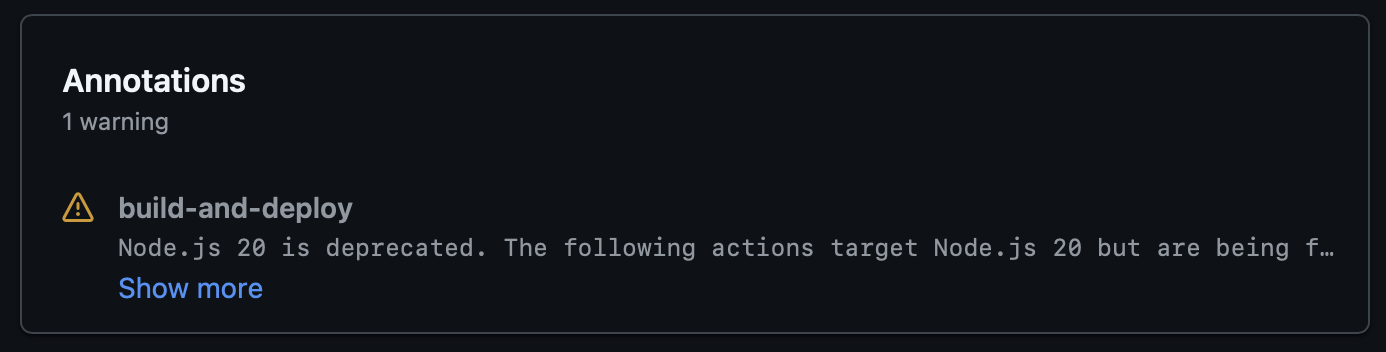 Annotations
1 warning
build-and-deploy
Node.js 20 is deprecated. The following actions target Node.js 20 but are being f…
Show more